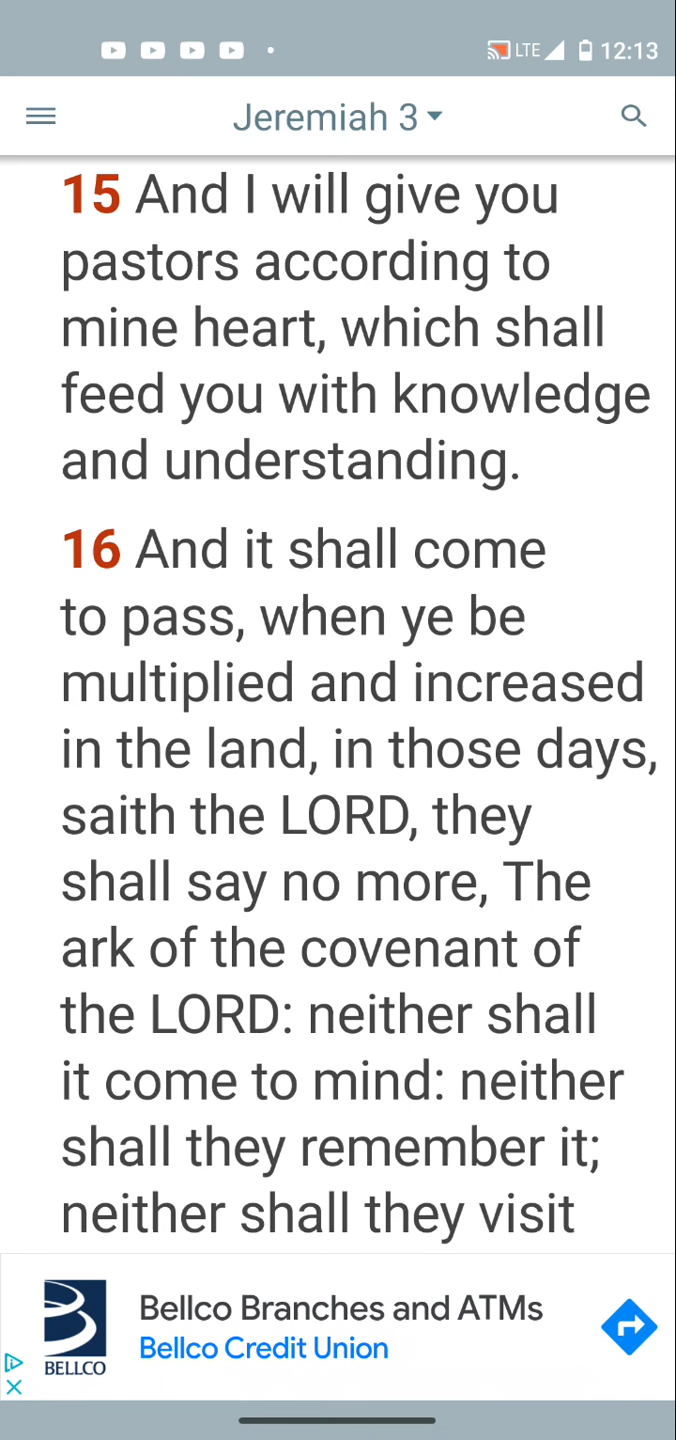 LTE 12:13
Jeremiah 3
15 And I will give you
pastors according to
mine heart, which shall
feed you with knowledge
and understanding.
16 And it shall come
to pass, when ye be
multiplied and increased
in the land, in those days,
saith the LORD, they
shall say no more, The
ark of the covenant of
the LORD: neither shall
it come to mind: neither
shall they remember it;
neither shall they visit
Bellco Branches and ATMs
Bellco Credit Union
BELLCO